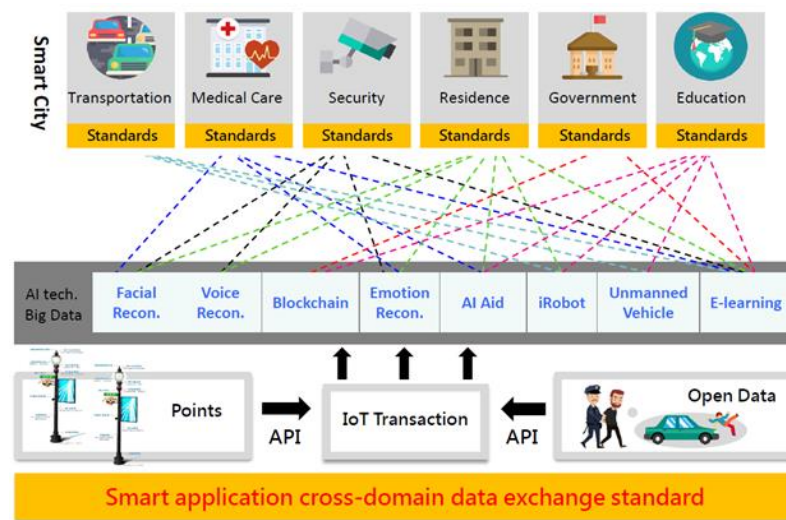 Smart City
Transportation
Medical Care
Security
Residence
Government
Education
Standards
Standards
Standards
Standards
Standards
Standards
AI tech.
Big Data
Facial
Recon.
Voice
Recon.
Blockchain
Emotion
Recon.
AI Aid
iRobot
Unmanned
Vehicle
E-learning
Points
API
IoT Transaction
API
Open Data
Smart application cross-domain data exchange standard